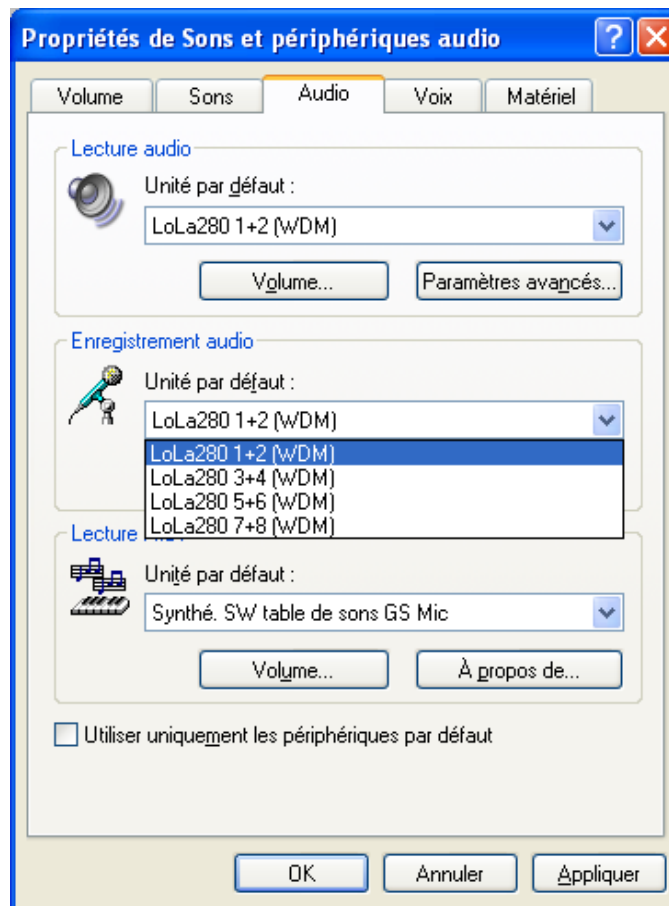 Propriétés de Sons et périphériques audio
Volume Sons Audio Voix Matériel
Lecture audio
Unité par défaut :
LoLa280 1+2 (WDM)
Volume... Paramètres avancés...
Enregistrement audio
Unité par défaut :
LoLa280 1+2 (WDM)
LoLa280 1+2 (WDM)
LoLa280 3+4 (WDM)
LoLa280 5+6 (WDM)
LoLa280 7+8 (WDM)
Lecture
Unité par défaut :
Synthé. SW table de sons GS Mic
Volume... À propos de...
Utiliser uniquement les périphériques par défaut
OK Annuler Appliquer